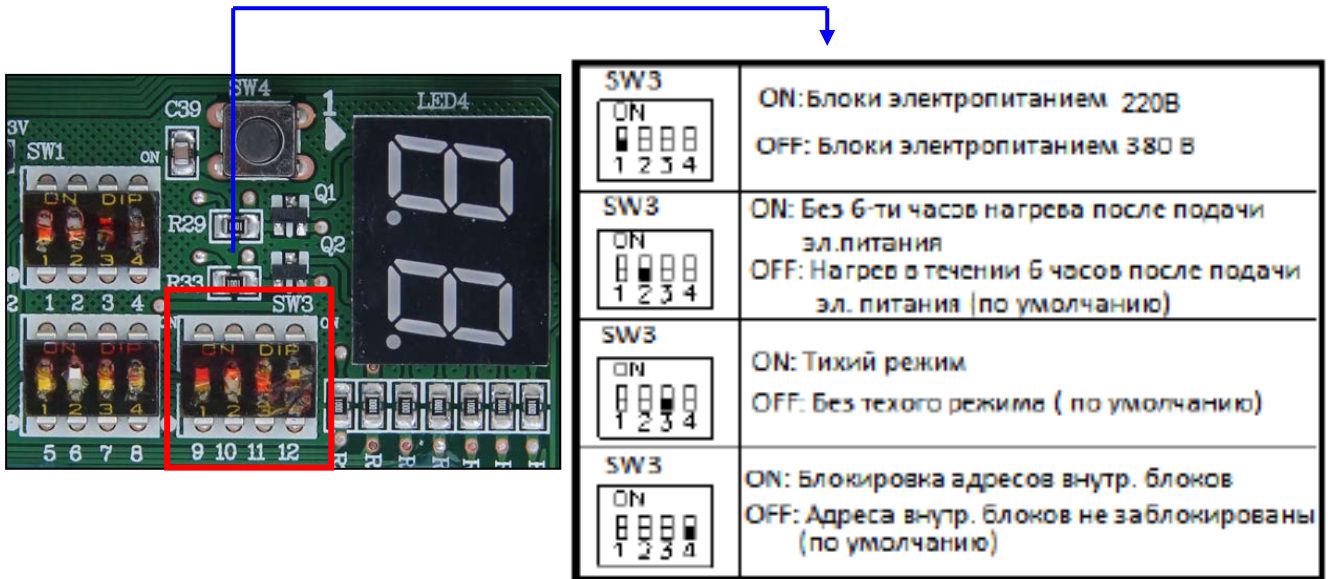 SW4
C39
1
LED4
3V
SW1
ON
ON DIP
1 2 3 4
Q1
R29
Q2
R33
SW3
2 1 2 3 4
ON
ON
ON DIP
1 2 3 4
ON DIP
1 2 3
5 6 7 8
9 10 11 12
R R R
SW3
ON
1 2 3 4
ON:Блоки электропитанием 220В
OFF: Блоки электропитанием 380 В
SW3
ON
1 2 3 4
ON: Без 6-ти часов нагрева после подачи
эл.питания
OFF: Нагрев в течении 6 часов после подачи
эл. питания (по умолчанию)
SW3
ON
1 2 3 4
ON: Тихий режим
OFF: Без техого режима ( по умолчанию)
SW3
ON
1 2 3 4
ON: Блокировка адресов внутр. блоков
OFF: Адреса внутр. блоков не заблокированы
(по умолчанию)